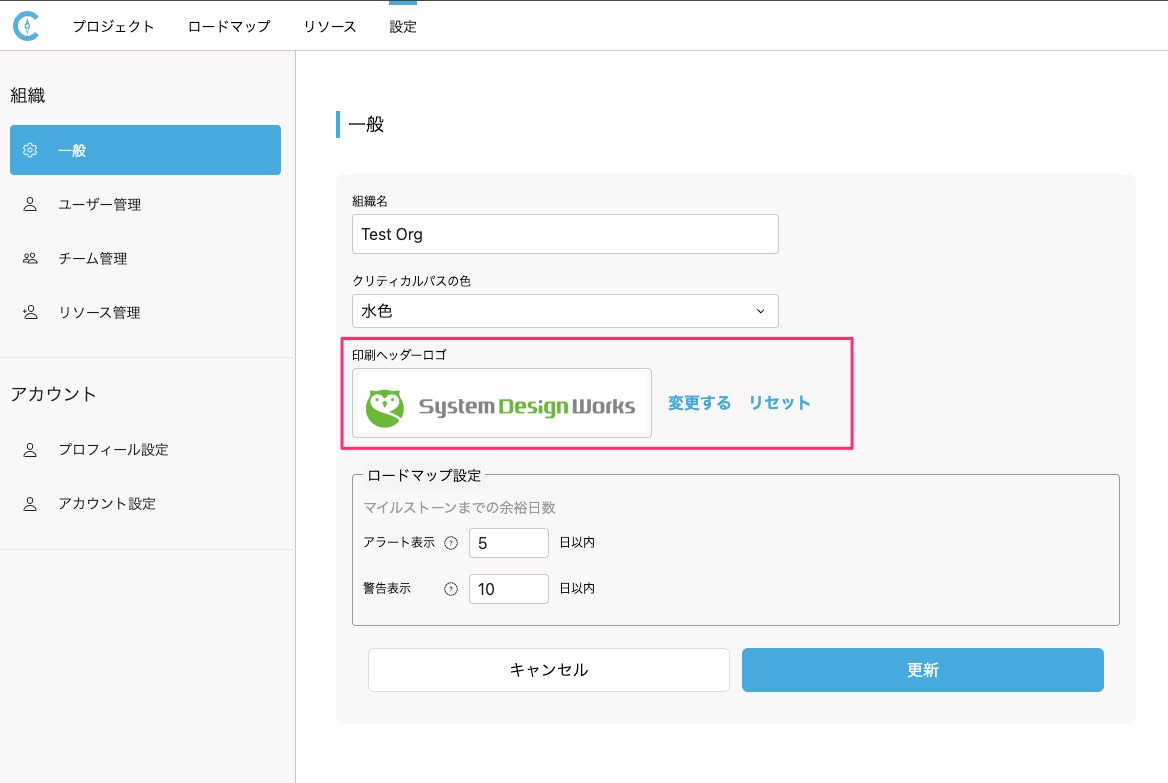 プロジェクト ロードマップ リソース 設定
組織
一般
ユーザー管理
チーム管理
リソース管理
アカウント
プロフィール設定
アカウント設定
一般
組織名
Test Org
クリティカルパスの色
水色
印刷ヘッダーロゴ
System Design Works 変更する リセット
ロードマップ設定
マイルストーンまでの余裕日数
アラート表示 ? 5 日以内
警告表示 ? 10 日以内
キャンセル 更新